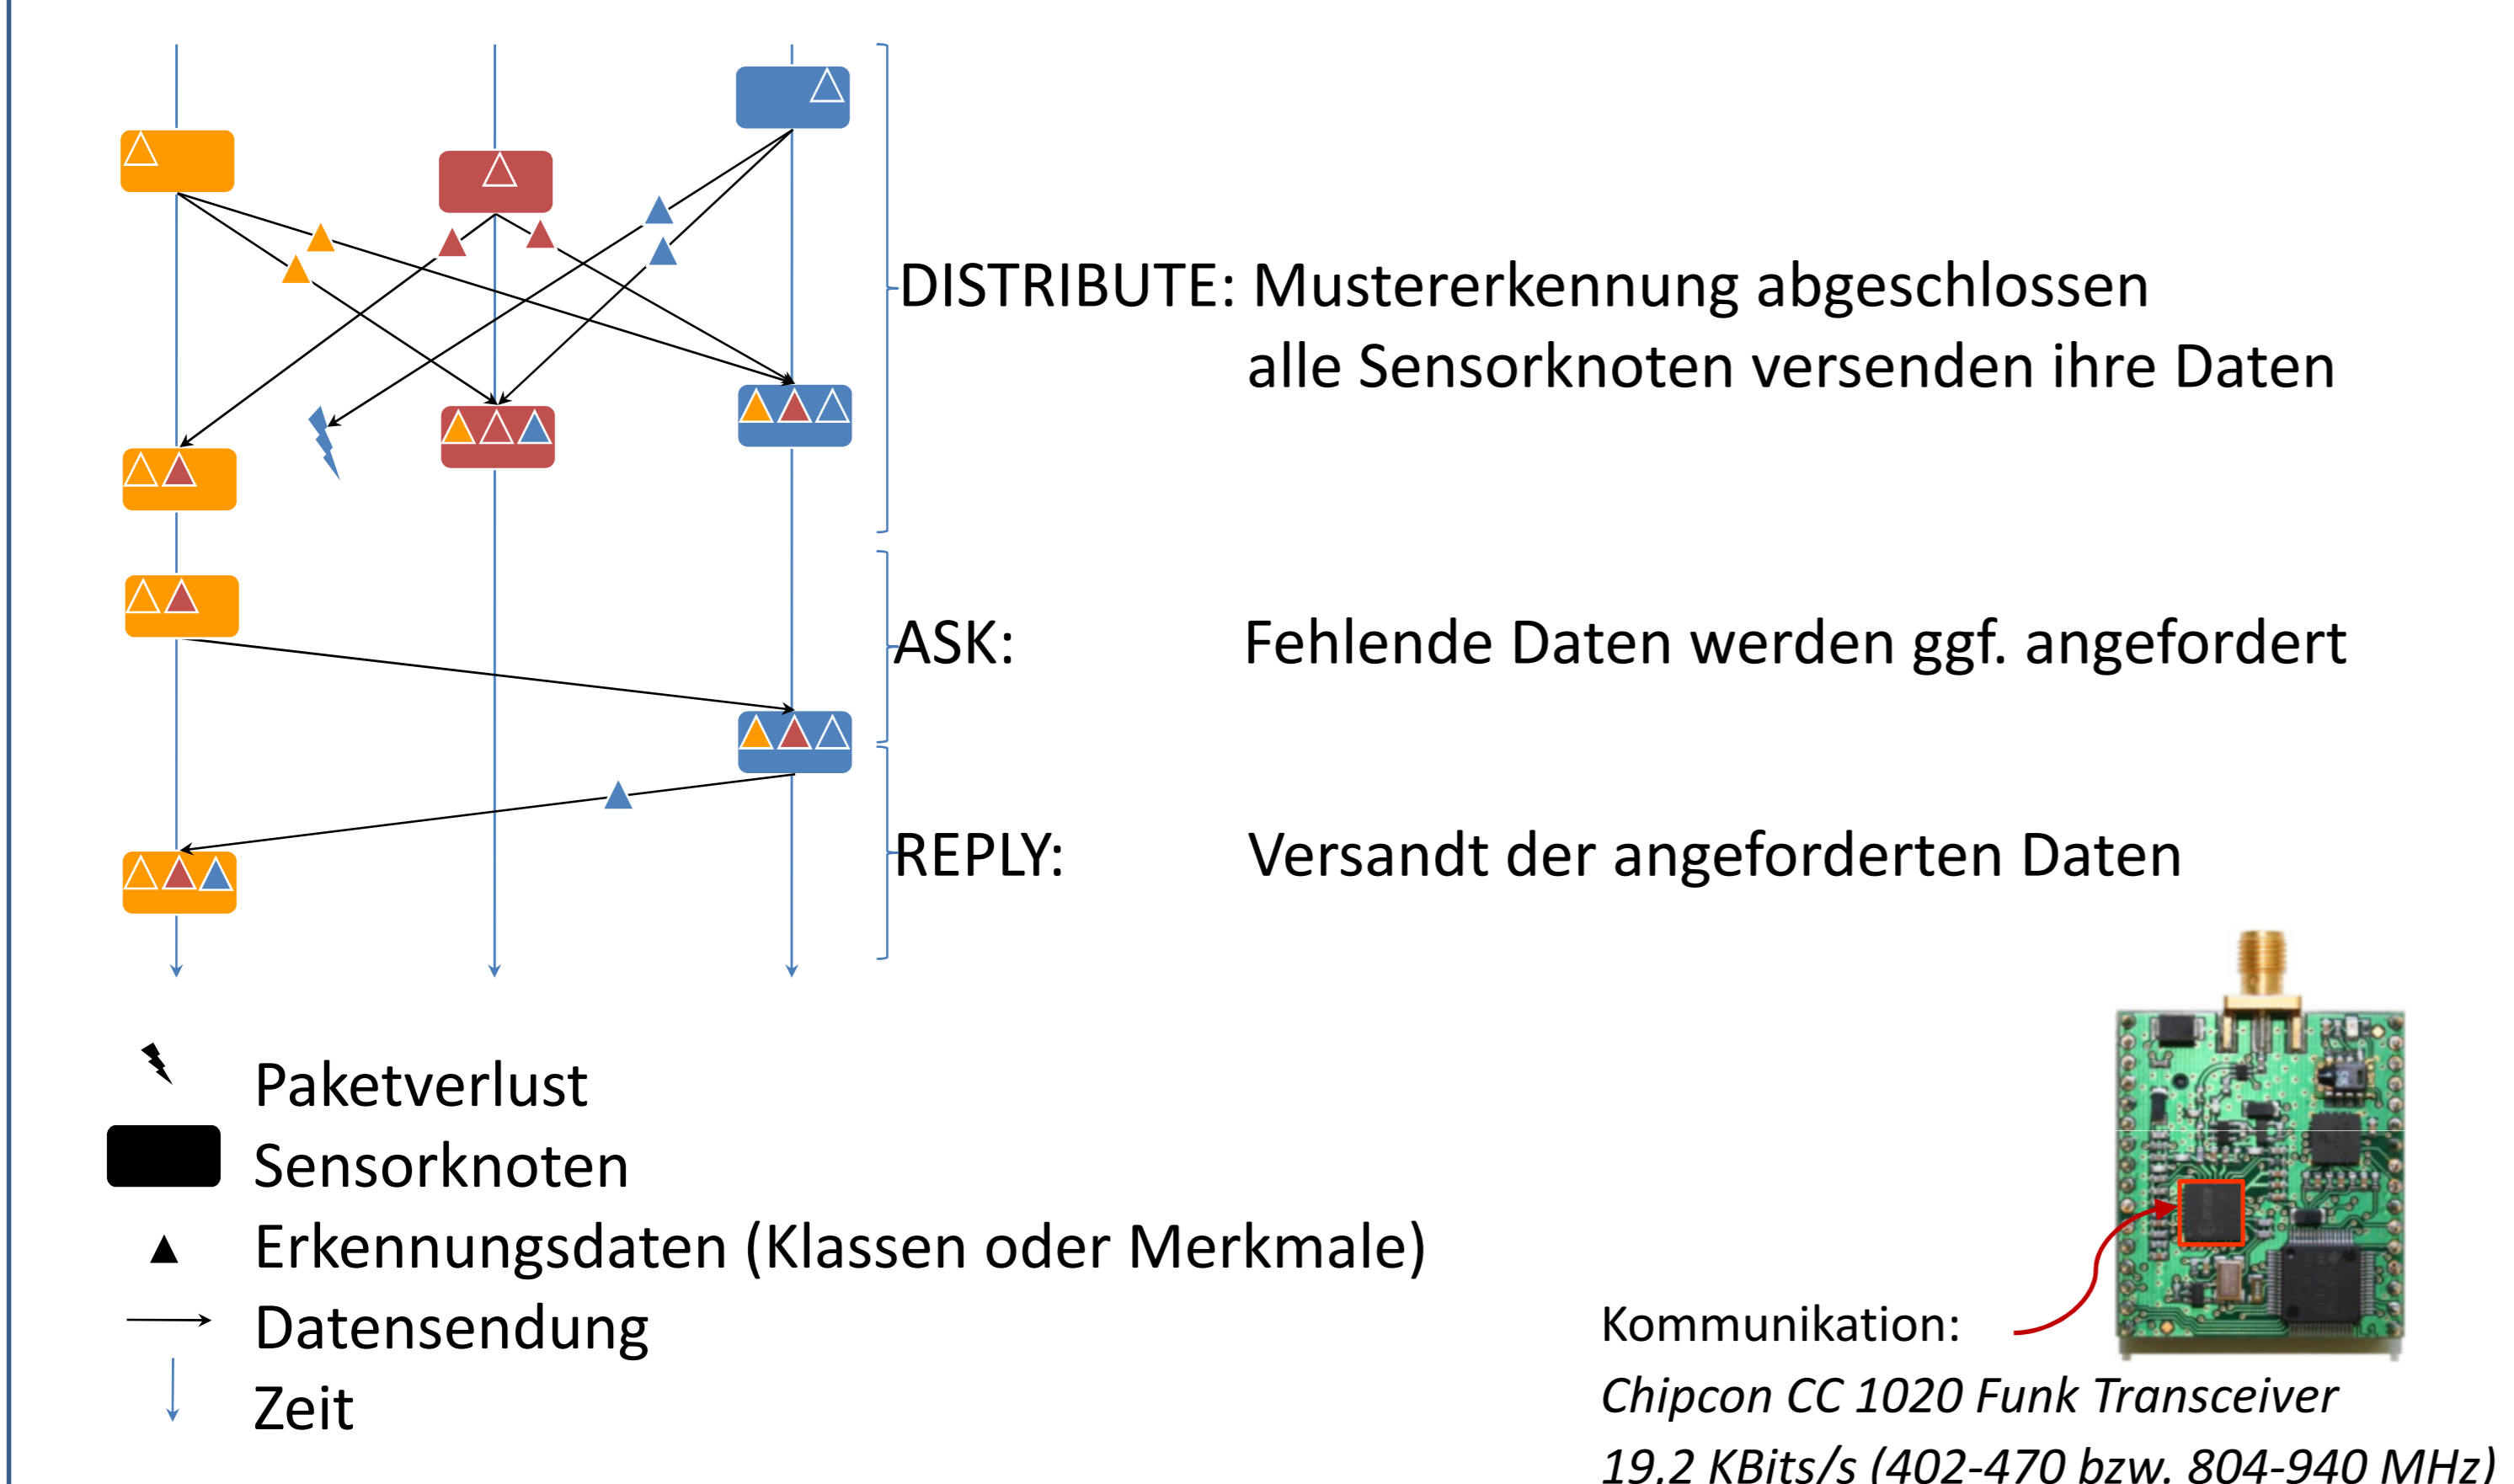 DISTRIBUTE: Mustererkennung abgeschlossen
alle Sensorknoten versenden ihre Daten
ASK: Fehlende Daten werden ggf. angefordert
REPLY: Versandt der angeforderten Daten
Paketverlust
Sensorknoten
Erkennungsdaten (Klassen oder Merkmale)
Datensendung
Zeit
Kommunikation:
Chipcon CC 1020 Funk Transceiver
19,2 KBits/s (402-470 bzw. 804-940 MHz)